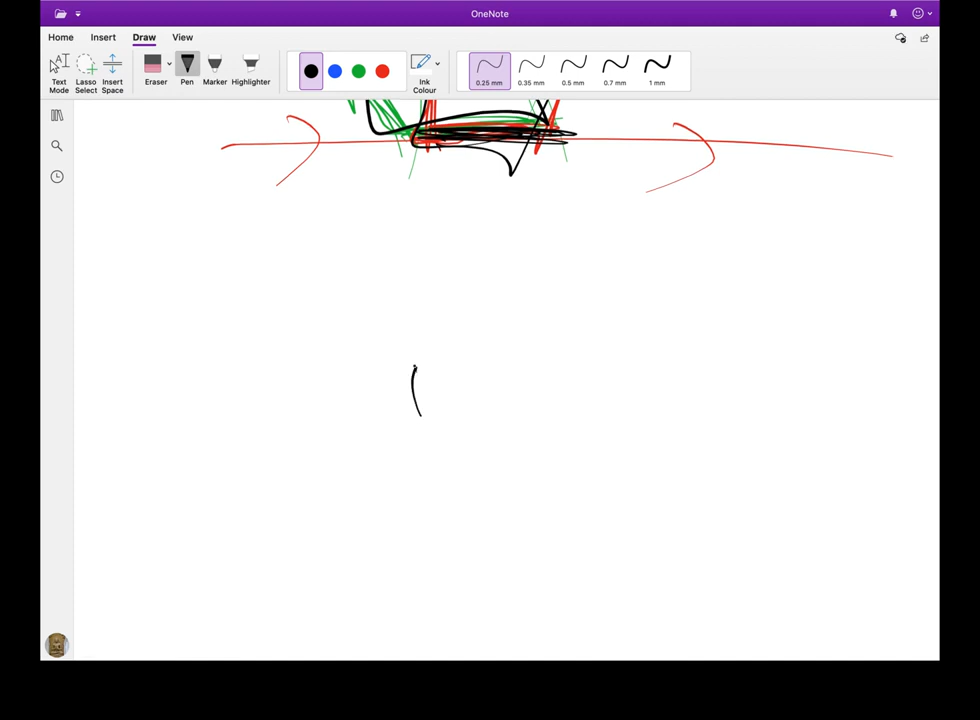 OneNote
Home Insert Draw View
Text Mode
Lasso Select
Insert Space
Eraser
Pen
Marker
Highlighter
Ink Colour
0.25 mm
0.35 mm
0.5 mm
0.7 mm
1 mm